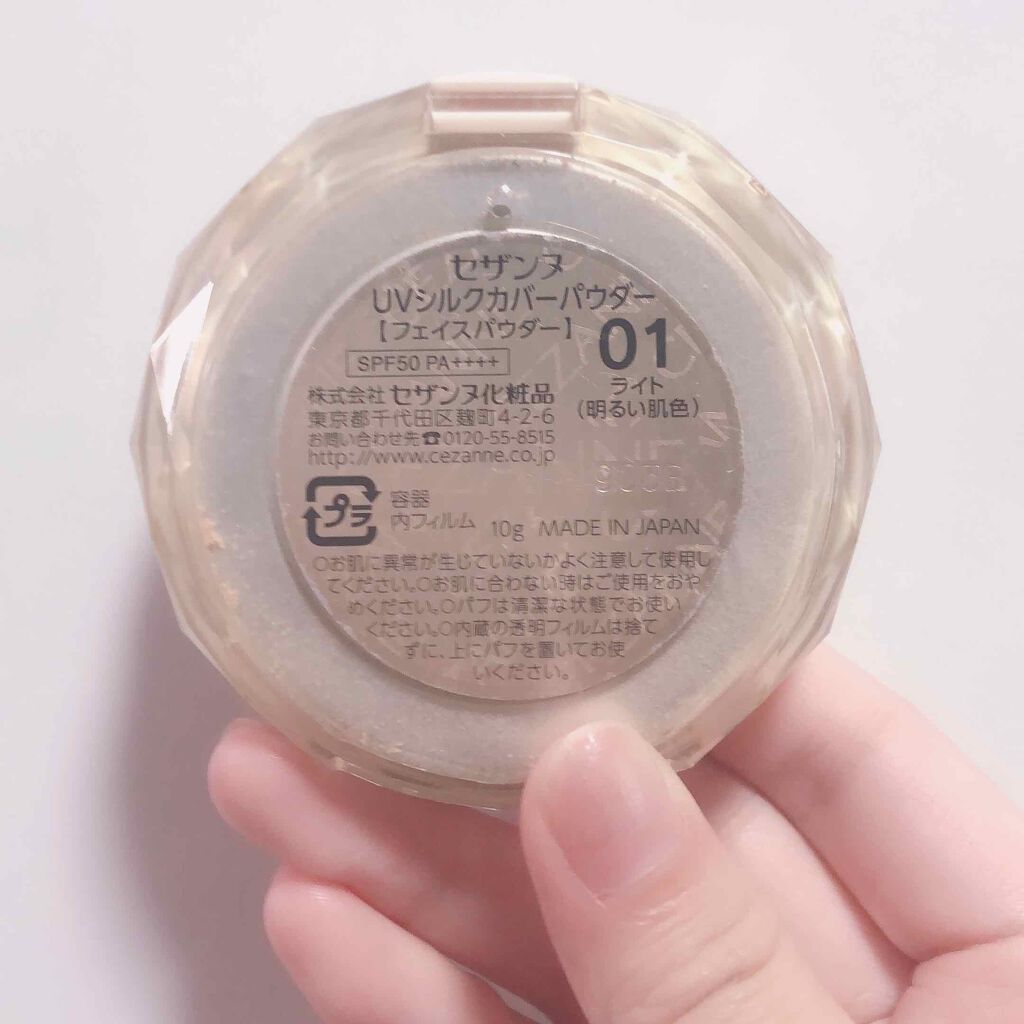 セザンヌ
UVシルクカバーパウダー
【フェイスパウダー】
01
SPF50 PA++++
ライト
(明るい肌色)
株式会社 セザンヌ化粧品
東京都千代田区麹町4-2-6
お問い合わせ先☎0120-55-8515
http://www.cezanne.co.jp
プラ
容器
内フィルム
10g MADE IN JAPAN
○お肌に異常が生じていないかよく注意して使用し
てください。○お肌に合わない時はご使用をおや
めください。○パフは清潔な状態でお使い
ください。○内蔵の透明フィルムは捨て
ずに、上にパフを置いてお使
いください。